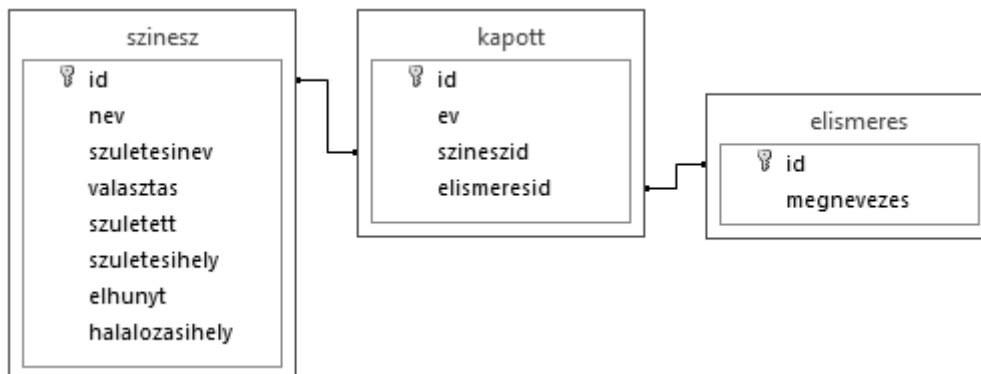 szinesz
id
nev
szuletesinev
valasztas
szuletett
szuletesihely
elhunyt
halalozasihely
kapott
id
ev
szineszid
elismeresid
elismeres
id
megnevezes